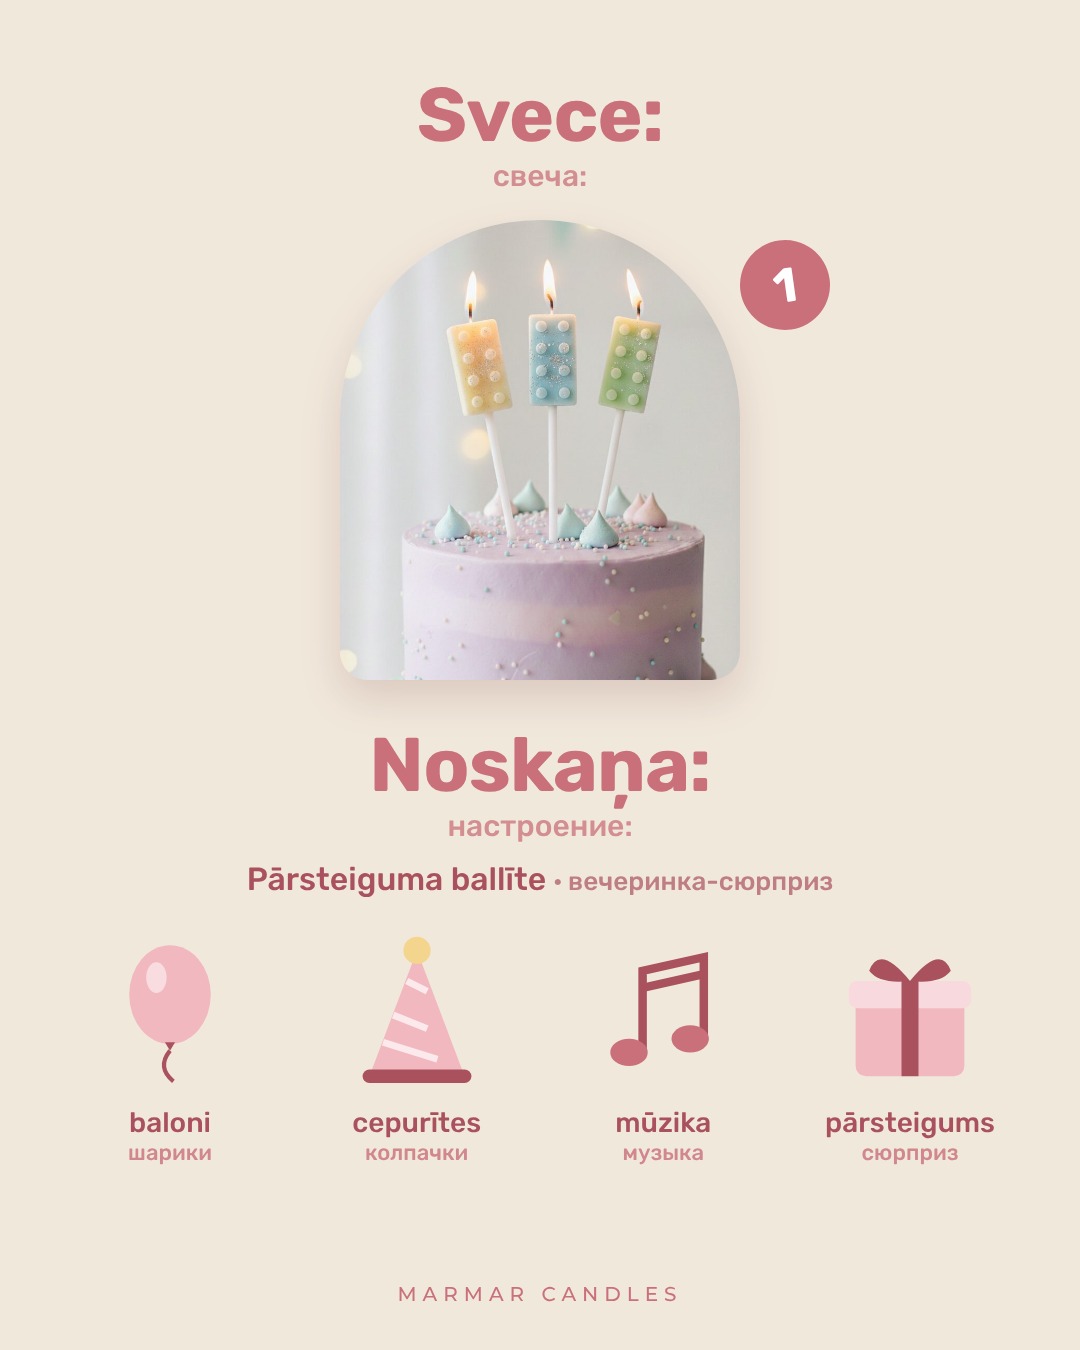 Svece:
свеча:
1
Noskaņa:
настроение:
Pārsteiguma ballīte • вечеринка-сюрприз
baloni
шарики
cepurītes
колпачки
mūzika
музыка
pārsteigums
сюрприз
MARMAR CANDLES